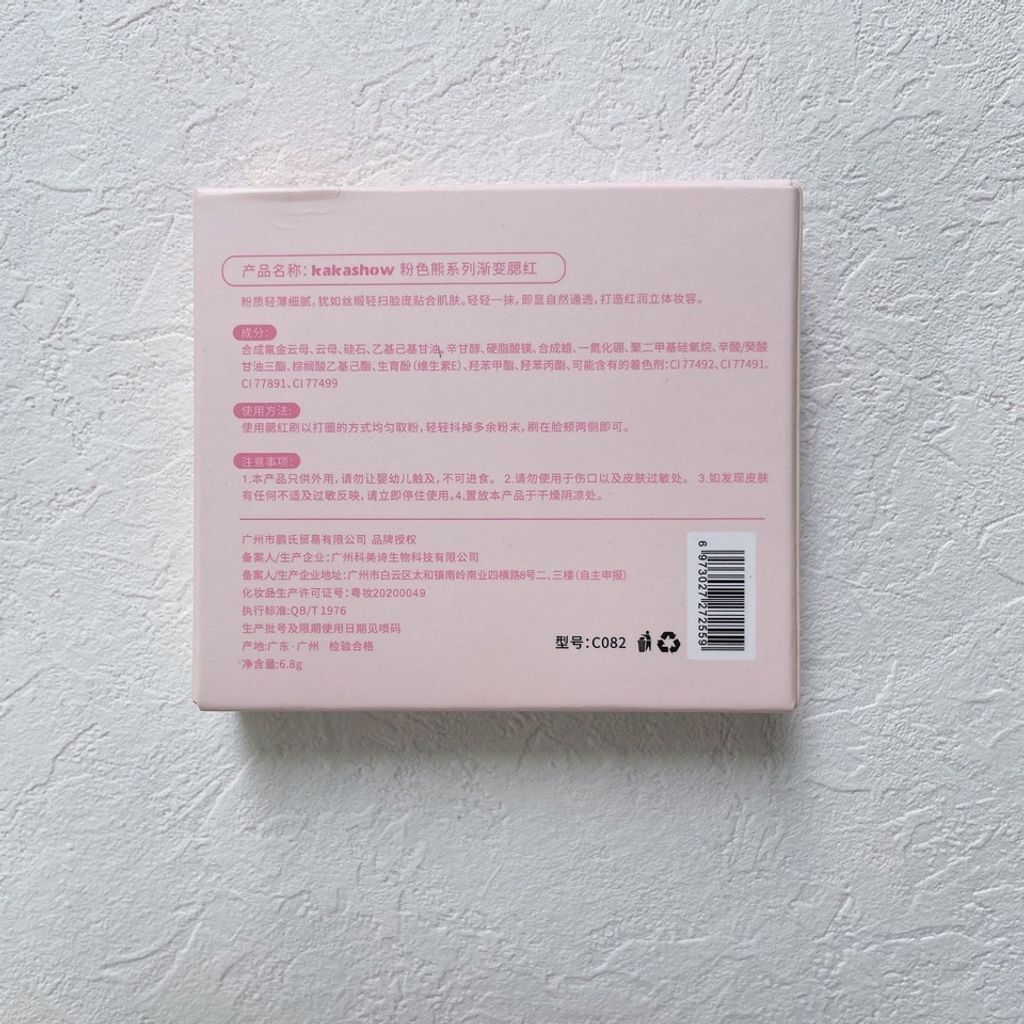 产品名称：kakashow 粉色熊系列渐变腮红
粉质轻薄细腻，犹如丝缎轻扫脸庞贴合肌肤。轻轻一抹，即显自然通透，打造红润立体妆容。
成分：
合成氟金云母、云母、硅石、乙基己基甘油、辛甘醇、硬脂酸镁、合成蜡、一氮化硼、聚二甲基硅氧烷、辛酸/癸酸
甘油三酯、棕榈酸乙基己酯、生育酚（维生素E）、羟苯甲酯、羟苯丙酯、可能含有的着色剂：CI 77492、CI 77491、
CI 77891、CI 77499
使用方法：
使用腮红刷以打圈的方式均匀取粉，轻轻抖掉多余粉末，刷在脸颊两侧即可。
注意事项：
1.本产品只供外用，请勿让婴幼儿触及，不可进食。 2.请勿使用于伤口以及皮肤过敏处。 3.如发现皮肤
有任何不适及过敏反映，请立即停住使用。4.置放本产品于干燥阴凉处。
广州市鹏氏贸易有限公司 品牌授权
备案人/生产企业：广州科美诗生物科技有限公司
备案人/生产企业地址：广州市白云区太和镇南岭南业四横路8号二、三楼（自主申报）
化妆品生产许可证号：粤妆20200049
执行标准:QB/T 1976
生产批号及限期使用日期见喷码
产地:广东·广州 检验合格
净含量:6.8g
型号：C082
6 973027 272559